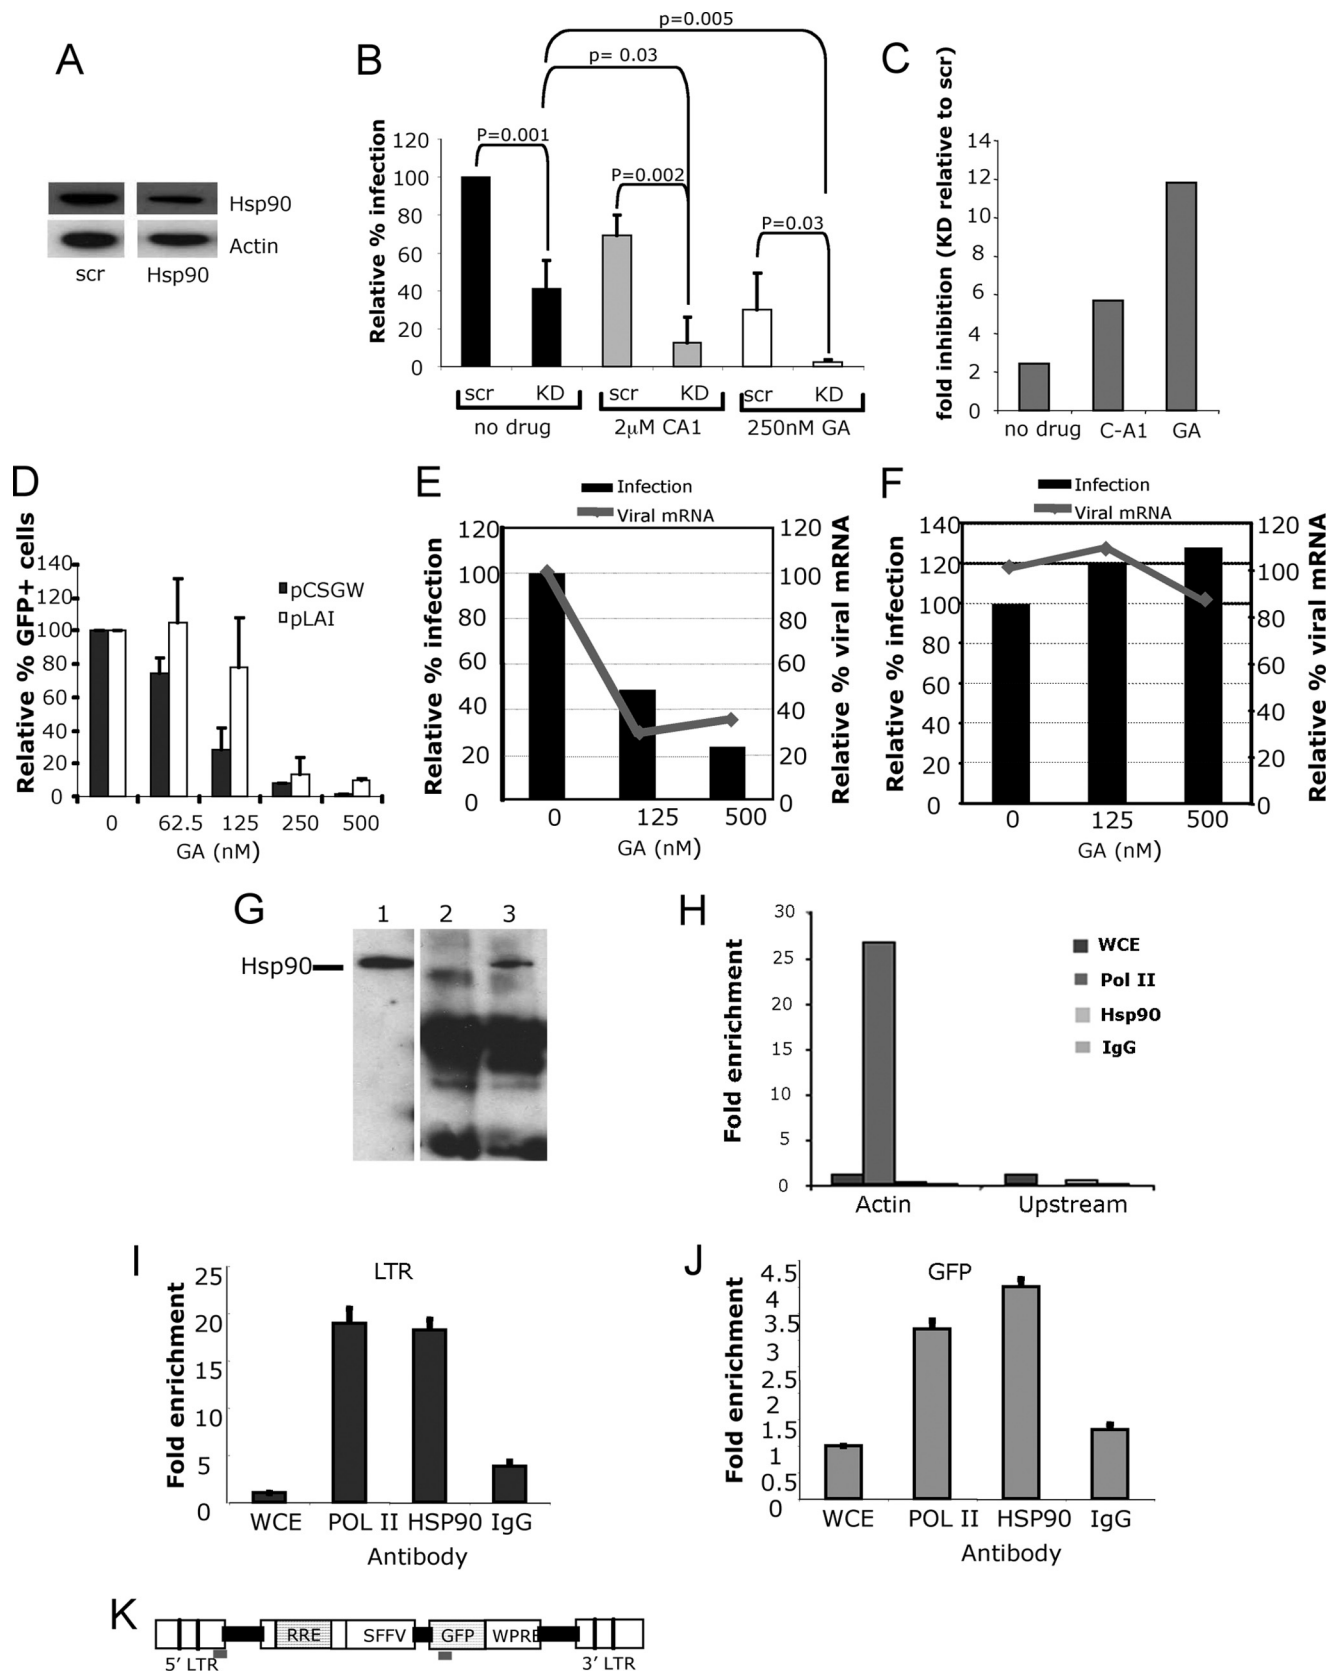 A
Hsp90
Actin
scr
Hsp90
B
p=0.005
p= 0.03
P=0.001
P=0.002
P=0.03
Relative % infection
120
100
80
60
40
20
0
scr
KD
scr
KD
scr
KD
no drug
2µM CA1
250nM GA
C
fold inhibition (KD relative to scr)
14
12
10
8
6
4
2
0
no drug
C-A1
GA
D
Relative % GFP+ cells
140
120
100
80
60
40
20
0
pCSGW
pLAI
0
62.5
125
250
500
GA (nM)
E
Infection
Viral mRNA
Relative % infection
120
100
80
60
40
20
0
120
100
80
60
40
20
0
Relative % viral mRNA
0
125
500
GA (nM)
F
Infection
Viral mRNA
Relative % infection
140
120
100
80
60
40
20
0
120
100
80
60
40
20
0
Relative % viral mRNA
0
125
500
GA (nM)
G
1
2
3
Hsp90
H
Fold enrichment
30
25
20
15
10
5
0
WCE
Pol II
Hsp90
IgG
Actin
Upstream
I
LTR
Fold enrichment
25
20
15
10
5
0
WCE
POL II
HSP90
IgG
Antibody
J
GFP
Fold enrichment
4.5
4
3.5
3
2.5
2
1.5
1
0.5
0
WCE
POL II
HSP90
IgG
Antibody
K
RRE
SFFV
GFP
WPRE
5' LTR
3' LTR